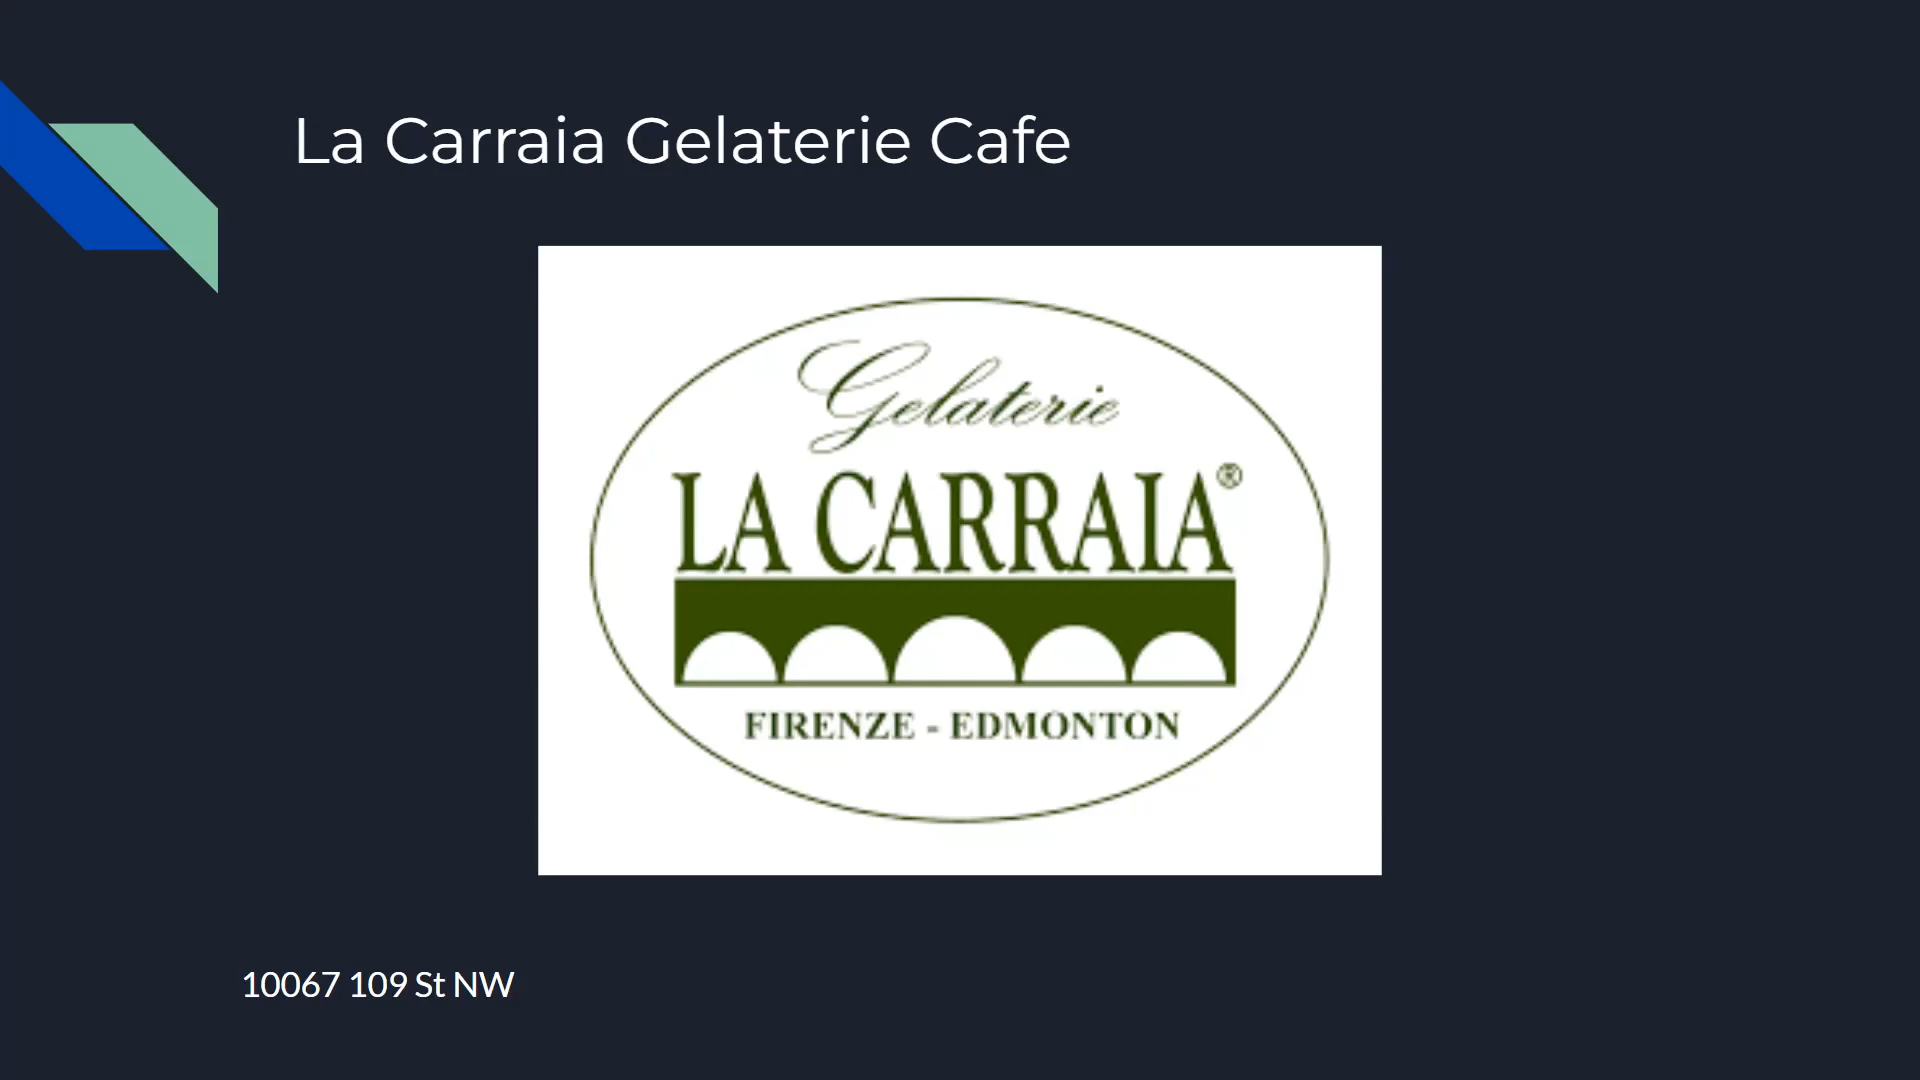 La Carraia Gelaterie Cafe
Gelaterie
LA CARRAIA®
FIRENZE - EDMONTON
10067 109 St NW